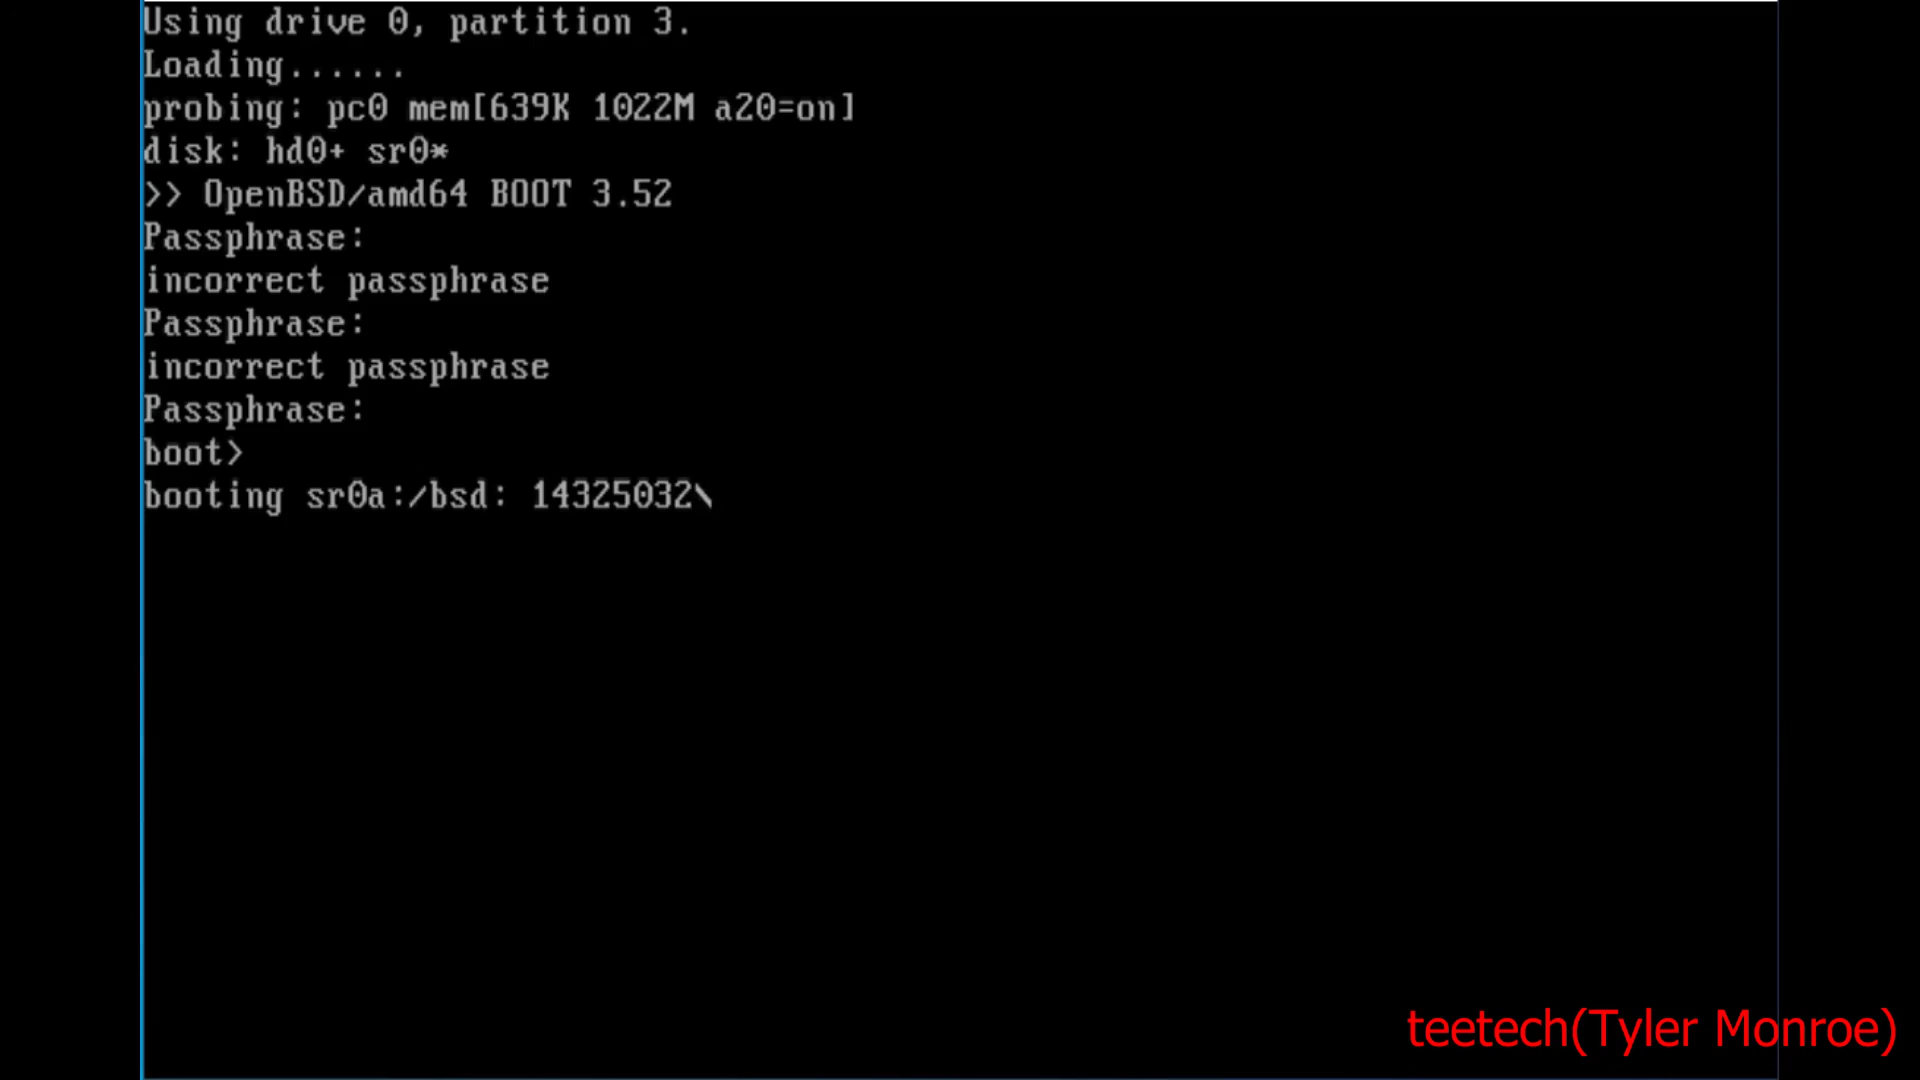 Using drive 0, partition 3.
Loading......
probing: pc0 mem[639K 1022M a20=on]
disk: hd0+ sr0*
>> OpenBSD/amd64 BOOT 3.52
Passphrase:
incorrect passphrase
Passphrase:
incorrect passphrase
Passphrase:
boot>
booting sr0a:/bsd: 14325032\
teetech(Tyler Monroe)